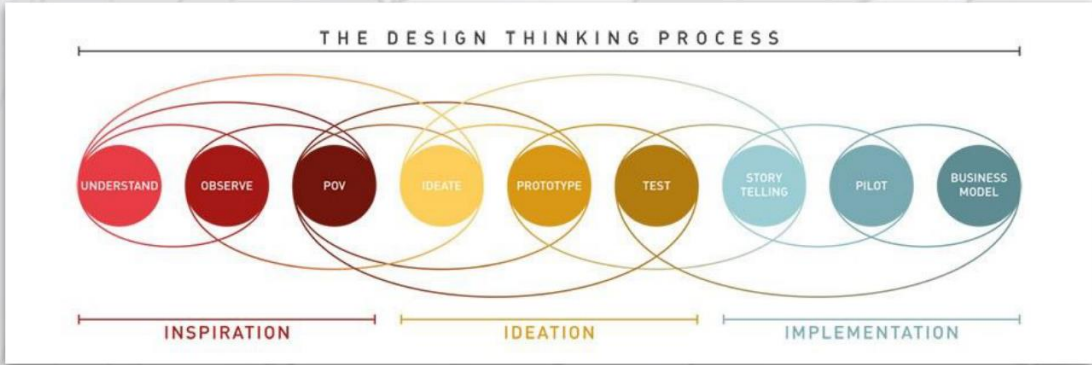 THE DESIGN THINKING PROCESS
UNDERSTAND
OBSERVE
POV
IDEATE
PROTOTYPE
TEST
STORY
TELLING
PILOT
BUSINESS
MODEL
INSPIRATION
IDEATION
IMPLEMENTATION